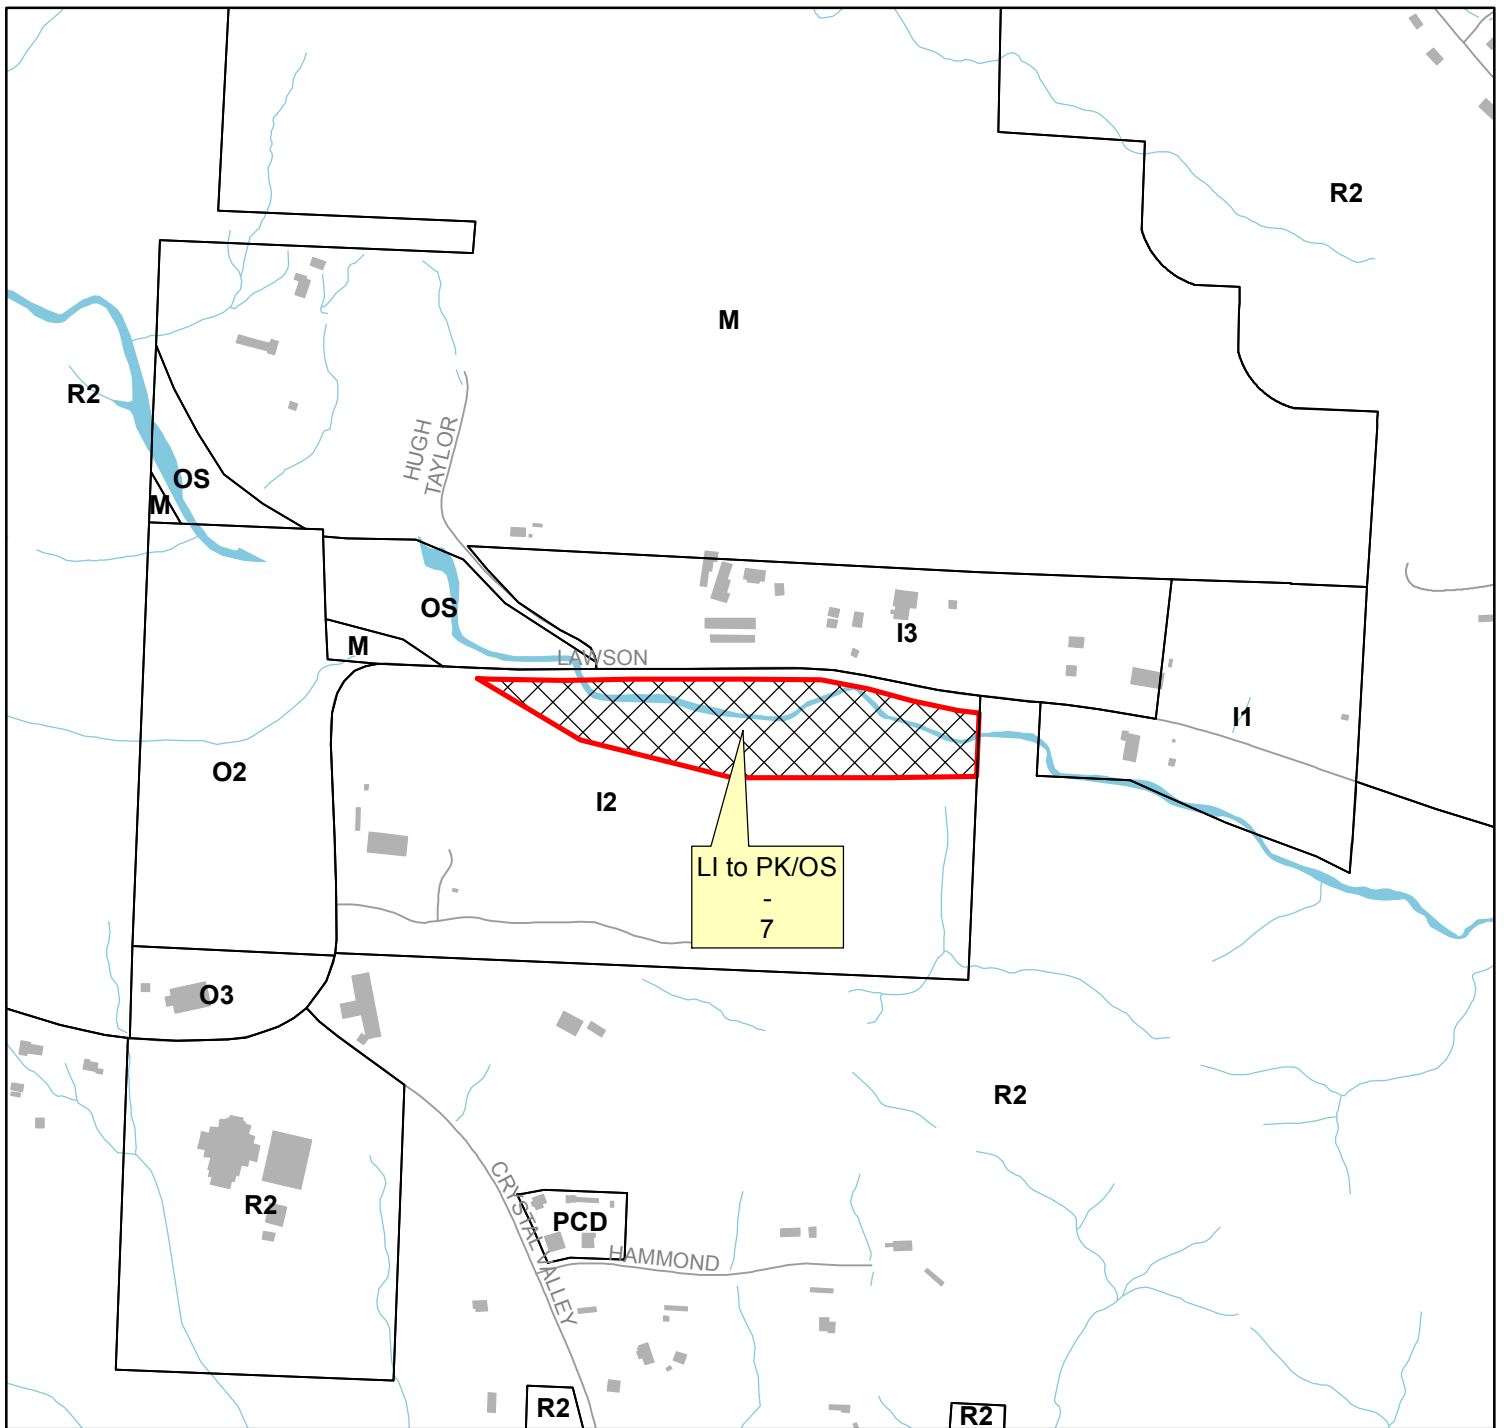 R2
M
R2
HUGH
TAYLOR
OS
M
OS
I3
M
LAWSON
I1
O2
I2
LI to PK/OS
-
7
O3
R2
R2
CRYSTAL VALLEY
PCD
HAMMOND
R2
R2